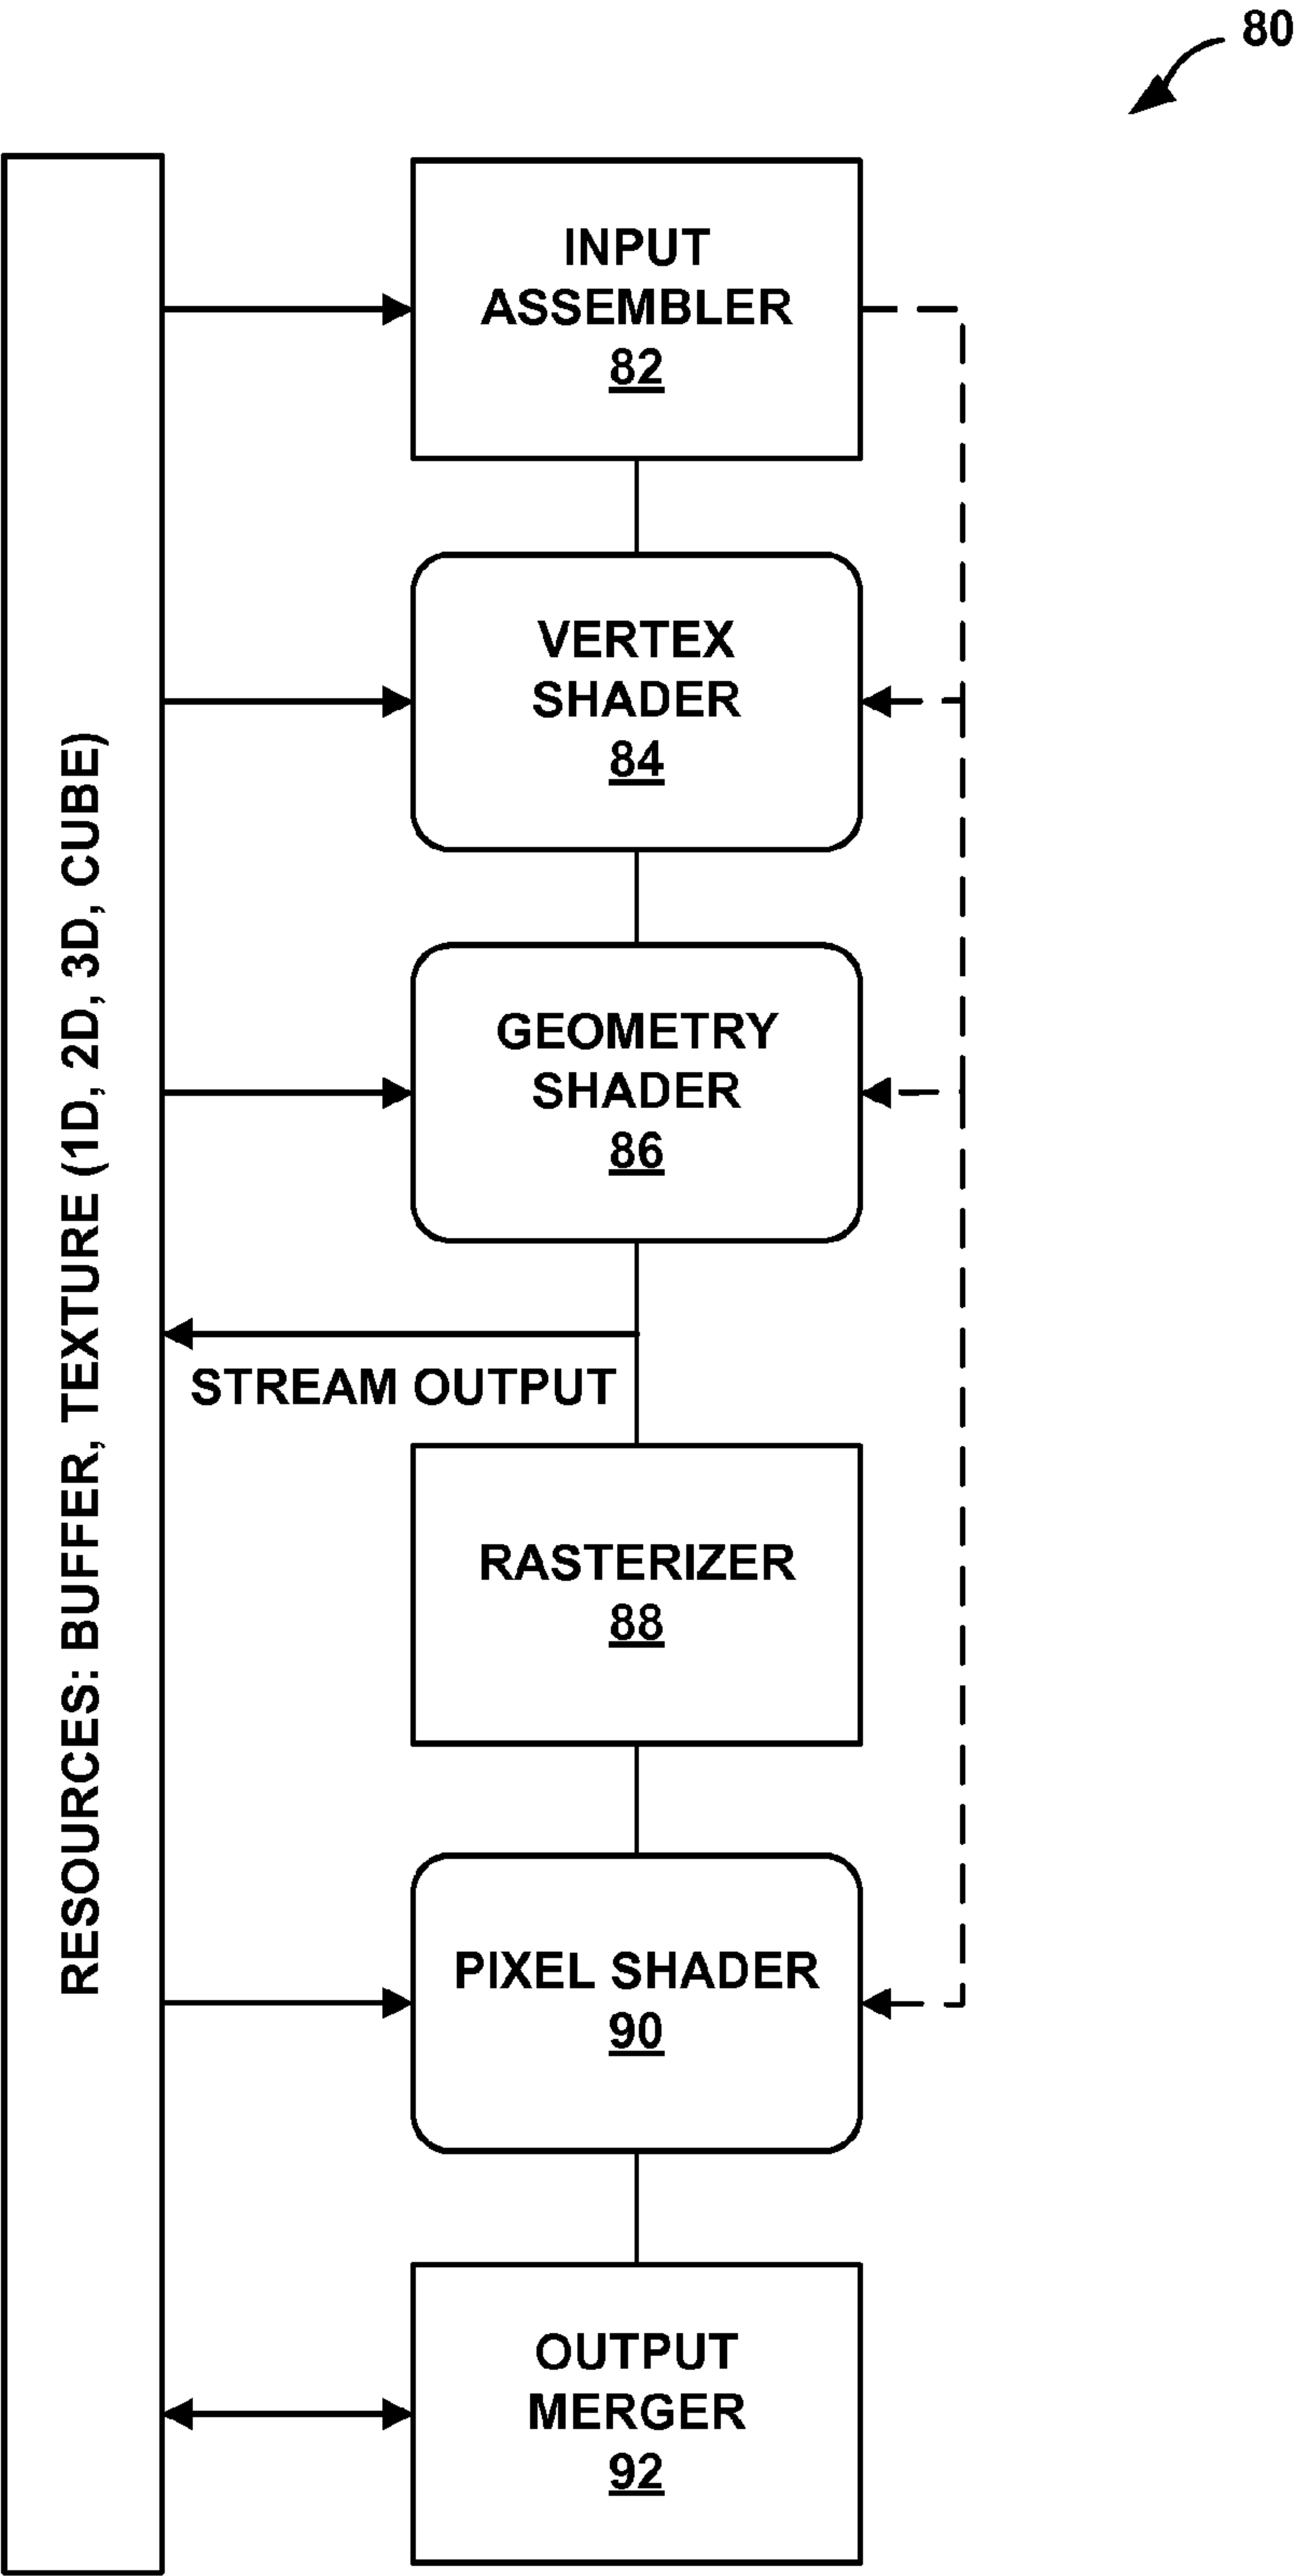 80
RESOURCES: BUFFER, TEXTURE (1D, 2D, 3D, CUBE)
INPUT
ASSEMBLER
82
VERTEX
SHADER
84
GEOMETRY
SHADER
86
STREAM OUTPUT
RASTERIZER
88
PIXEL SHADER
90
OUTPUT
MERGER
92